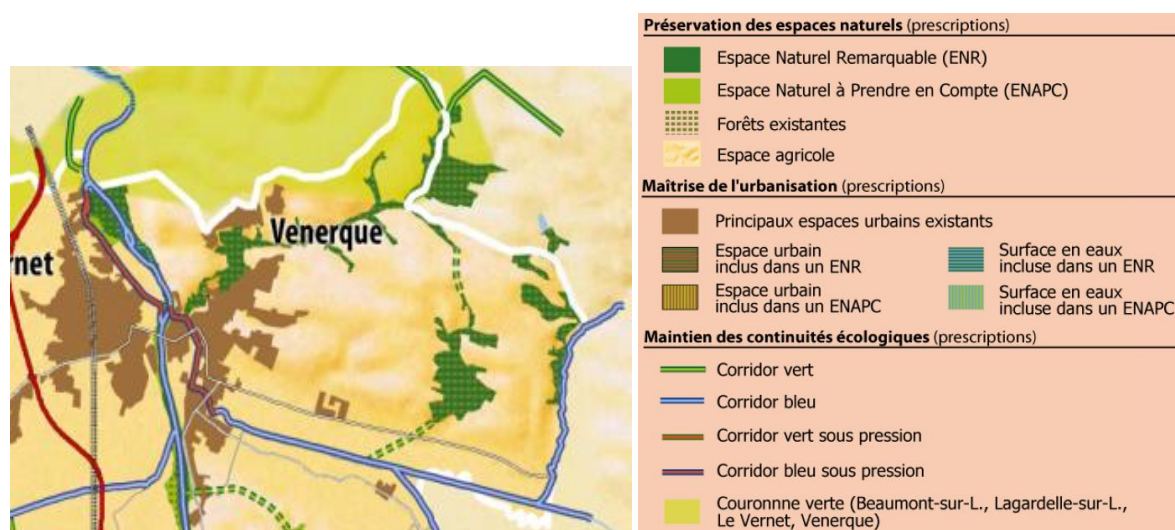 Venerque
rnet
Préservation des espaces naturels (prescriptions)
Espace Naturel Remarquable (ENR)
Espace Naturel à Prendre en Compte (ENAPC)
Forêts existantes
Espace agricole
Maîtrise de l'urbanisation (prescriptions)
Principaux espaces urbains existants
Espace urbain
inclus dans un ENR
Surface en eaux
incluse dans un ENR
Espace urbain
inclus dans un ENAPC
Surface en eaux
incluse dans un ENAPC
Maintien des continuités écologiques (prescriptions)
Corridor vert
Corridor bleu
Corridor vert sous pression
Corridor bleu sous pression
Couronnne verte (Beaumont-sur-L., Lagardelle-sur-L.,
Le Vernet, Venerque)